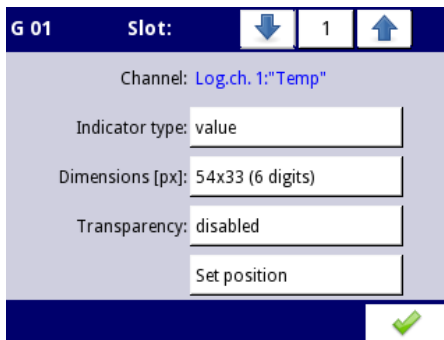 G 01 Slot: 1
Channel: Log.ch. 1:"Temp"
Indicator type: value
Dimensions [px]: 54x33 (6 digits)
Transparency: disabled
Set position